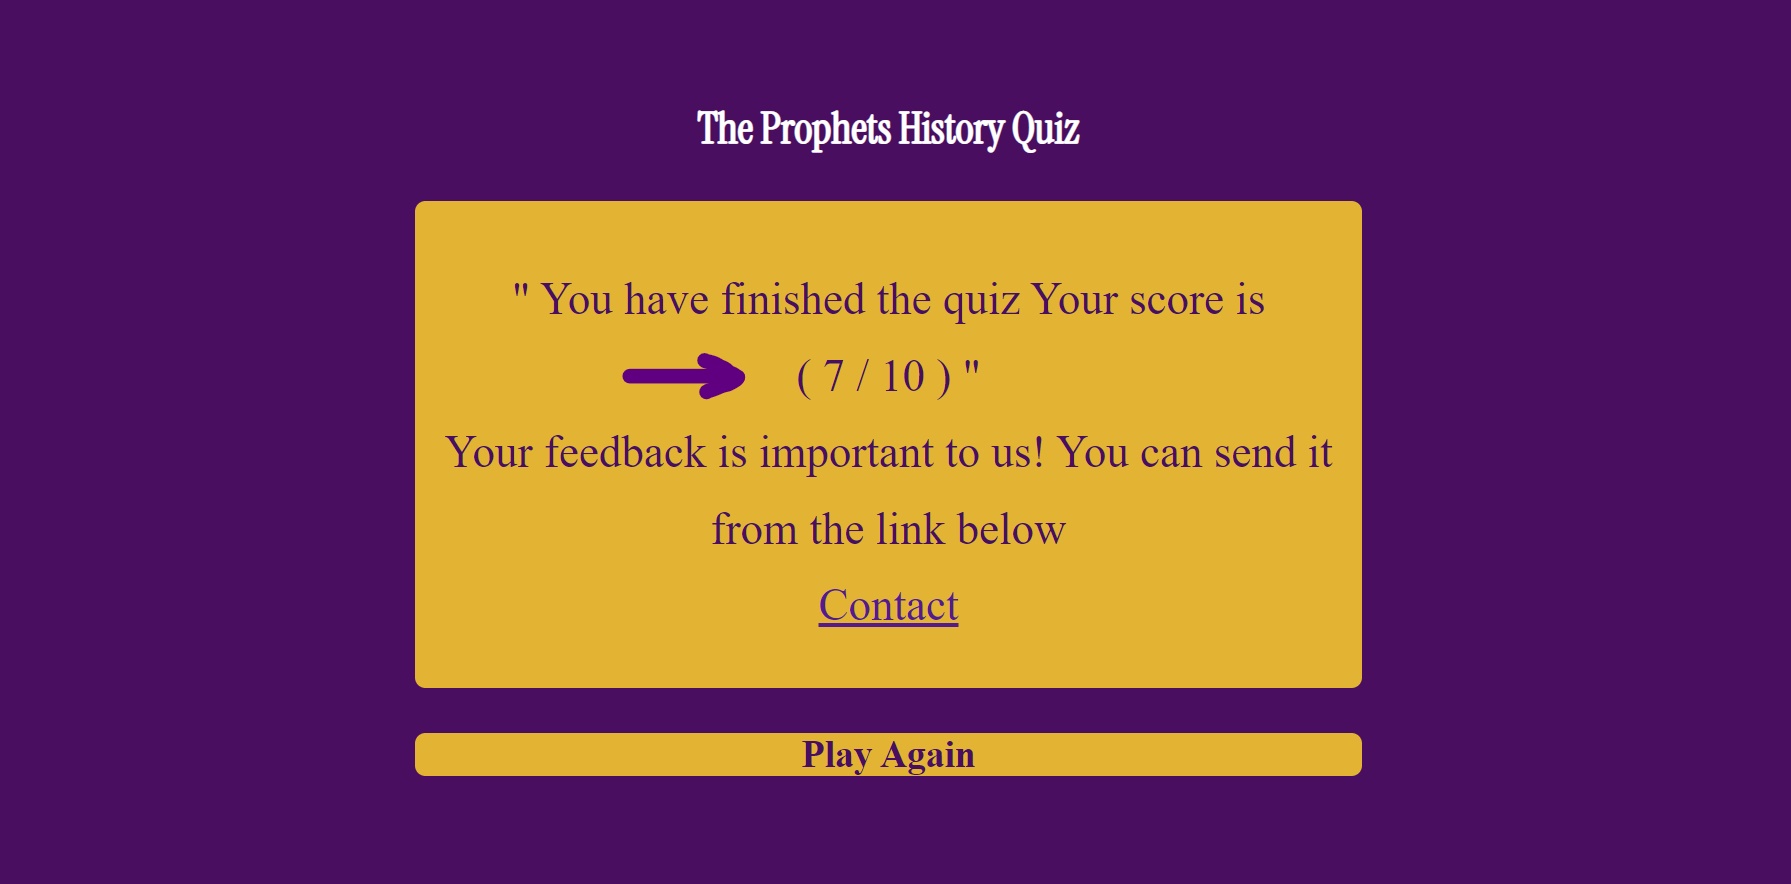 The Prophets History Quiz
" You have finished the quiz Your score is
( 7 / 10 ) "
Your feedback is important to us! You can send it
from the link below
Contact
Play Again